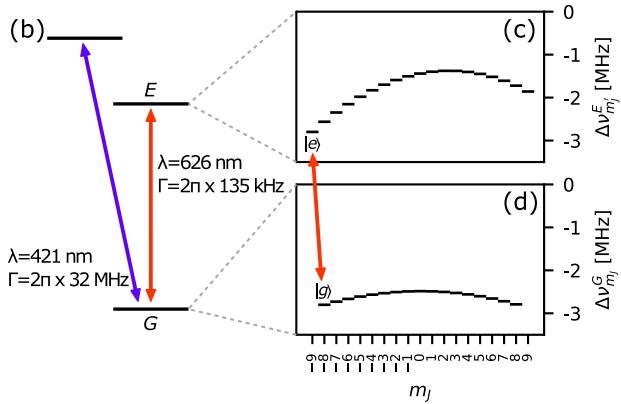 (b)
E
λ=626 nm
Γ=2π x 135 kHz
λ=421 nm
Γ=2π x 32 MHz
G
(c)
|e⟩
0
-1
-2
-3
Δν^E_{m'_J} [MHz]
(d)
|g⟩
0
-1
-2
-3
Δν^G_{m_J} [MHz]
-9 -8 -7 -6 -5 -4 -3 -2 -1 0 1 2 3 4 5 6 7 8 9
m_J